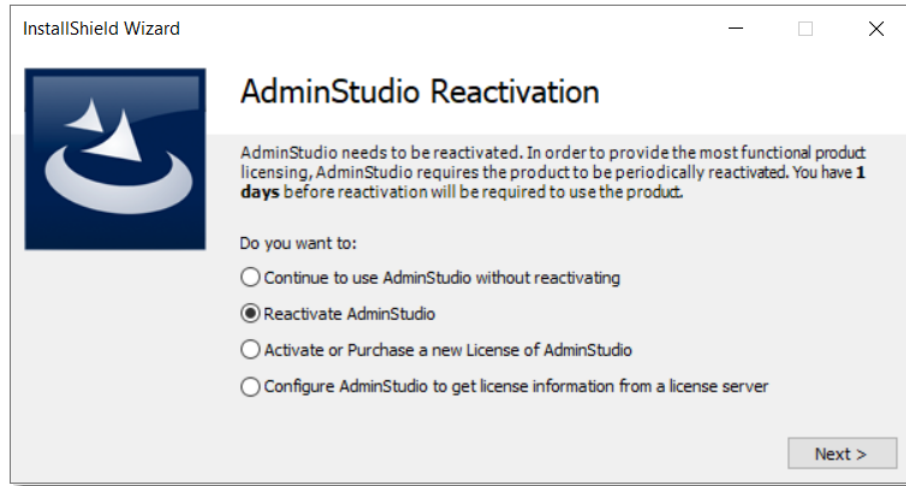 InstallShield Wizard
AdminStudio Reactivation
AdminStudio needs to be reactivated. In order to provide the most functional product
licensing, AdminStudio requires the product to be periodically reactivated. You have 1
days before reactivation will be required to use the product.
Do you want to:
Continue to use AdminStudio without reactivating
Reactivate AdminStudio
Activate or Purchase a new License of AdminStudio
Configure AdminStudio to get license information from a license server
Next >